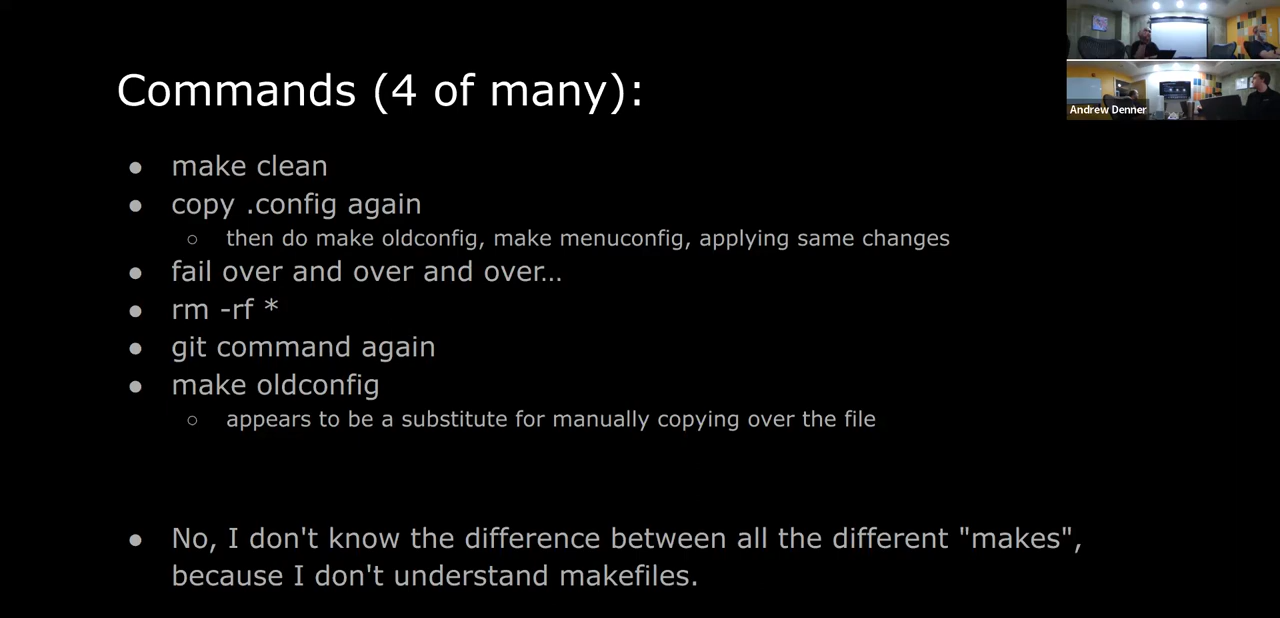 Commands (4 of many):
● make clean
● copy .config again
○ then do make oldconfig, make menuconfig, applying same changes
● fail over and over and over…
● rm -rf *
● git command again
● make oldconfig
○ appears to be a substitute for manually copying over the file
● No, I don't know the difference between all the different "makes",
because I don't understand makefiles.
Andrew Denner